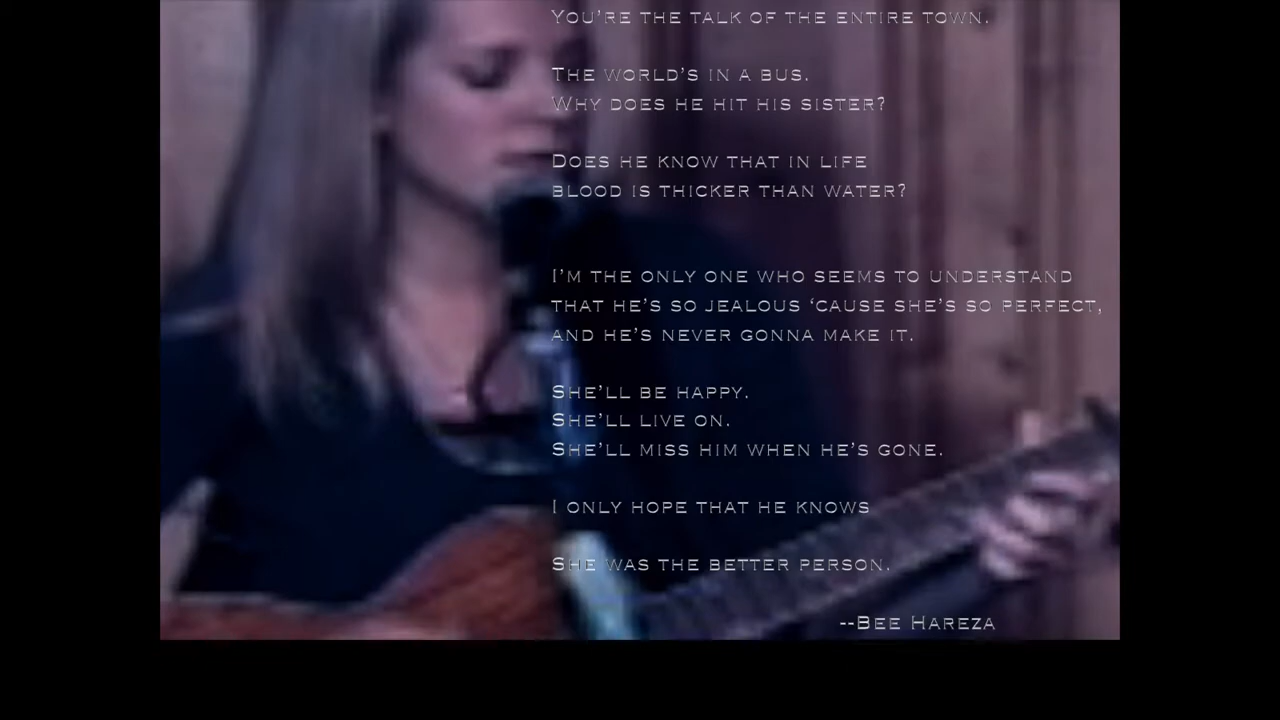 You're the talk of the entire town.
The world's in a bus.
Why does he hit his sister?
Does he know that in life
blood is thicker than water?
I'm the only one who seems to understand
that he's so jealous 'cause she's so perfect,
and he's never gonna make it.
She'll be happy.
She'll live on.
She'll miss him when he's gone.
I only hope that he knows
She was the better person.
--Bee Hareza